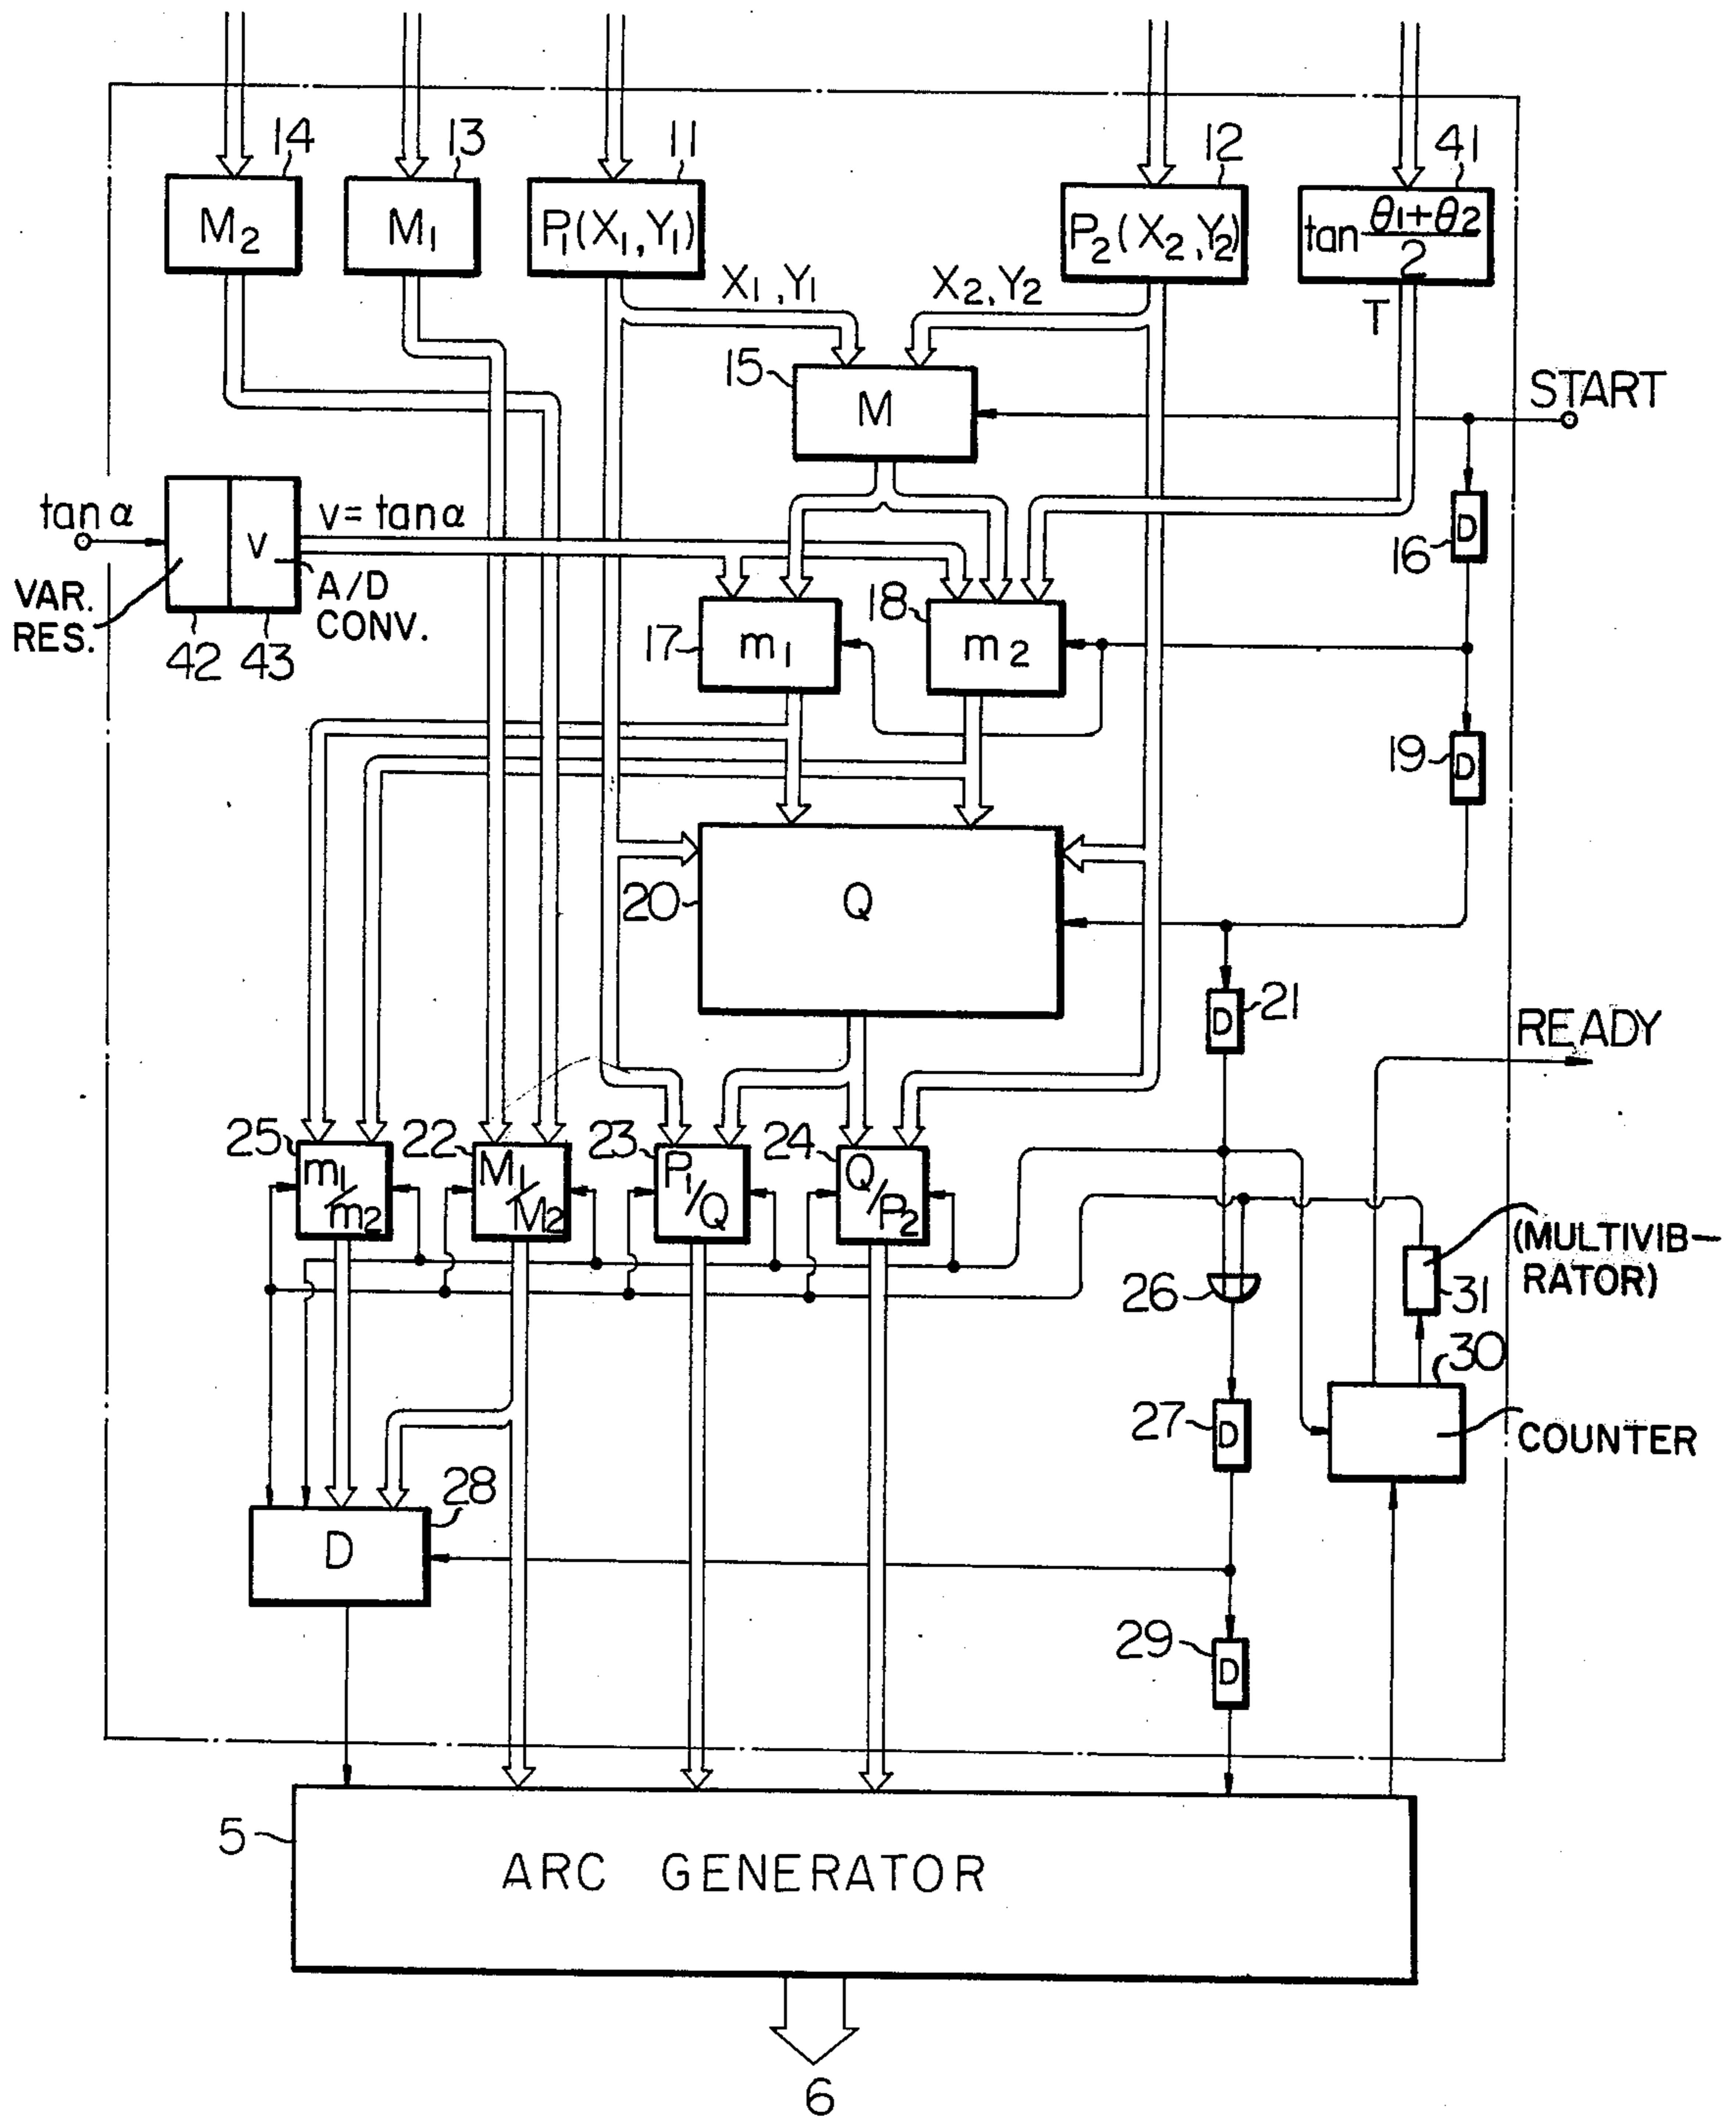 14
13
11
12
41
M2
M1
P1(X1,Y1)
P2(X2,Y2)
tan θ1+θ2/2
X1,Y1
X2,Y2
T
15
M
START
tan α
v
v=tan α
D
16
VAR.
RES.
A/D
CONV.
42
43
17
m1
18
m2
19
D
20
Q
D
21
READY
25
m1/m2
22
M1/M2
23
P1/Q
24
Q/P2
(MULTIVIB-
RATOR)
26
31
30
27
D
COUNTER
28
D
29
D
5
ARC GENERATOR
6